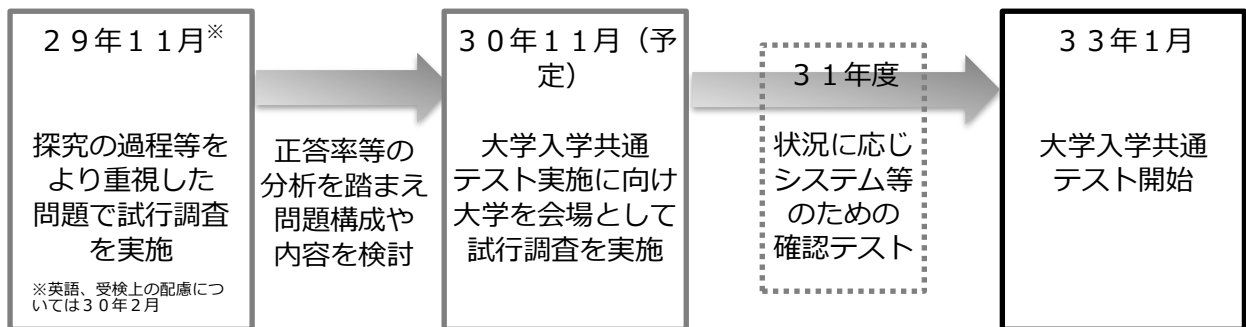 ２９年１１月※
探究の過程等を
より重視した
問題で試行調査
を実施
※英語、受検上の配慮につ
いては３０年２月
正答率等の
分析を踏まえ
問題構成や
内容を検討
３０年１１月（予
定）
大学入学共通
テスト実施に向け
大学を会場として
試行調査を実施
３１年度
状況に応じ
システム等
のための
確認テスト
３３年１月
大学入学共通
テスト開始